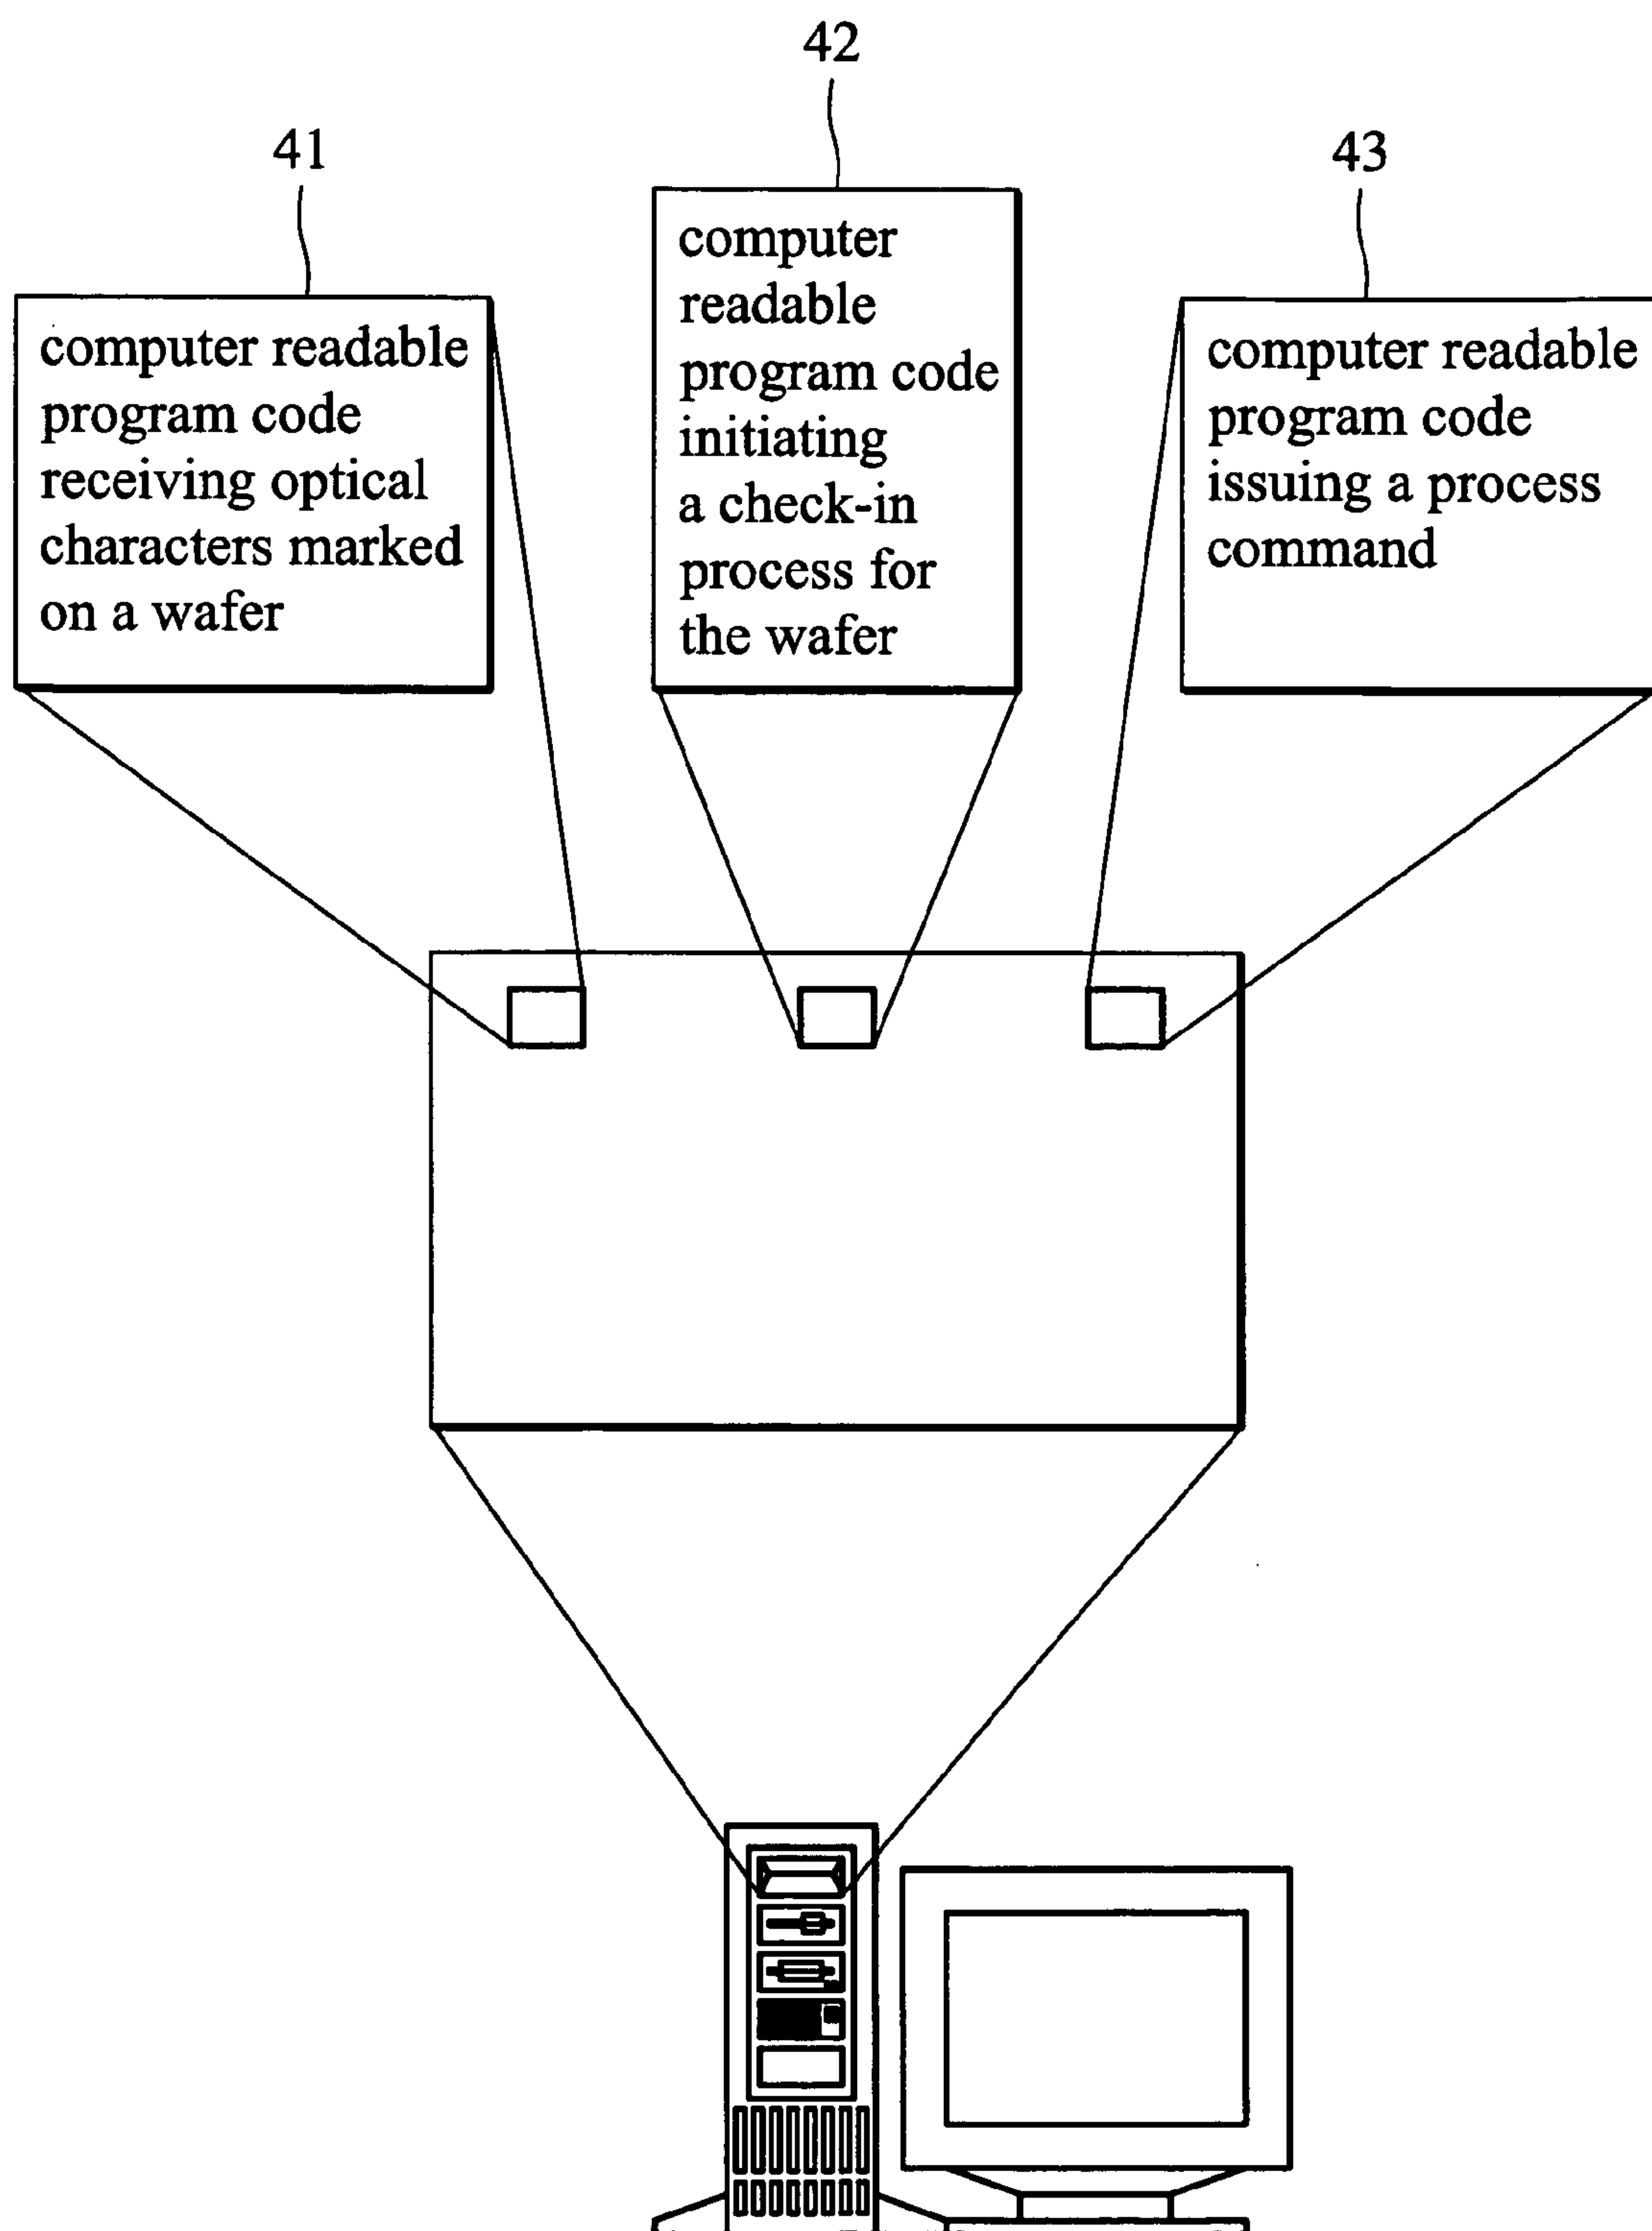 42
41
43
computer readable
program code
receiving optical
characters marked
on a wafer
computer
readable
program code
initiating
a check-in
process for
the wafer
computer readable
program code
issuing a process
command